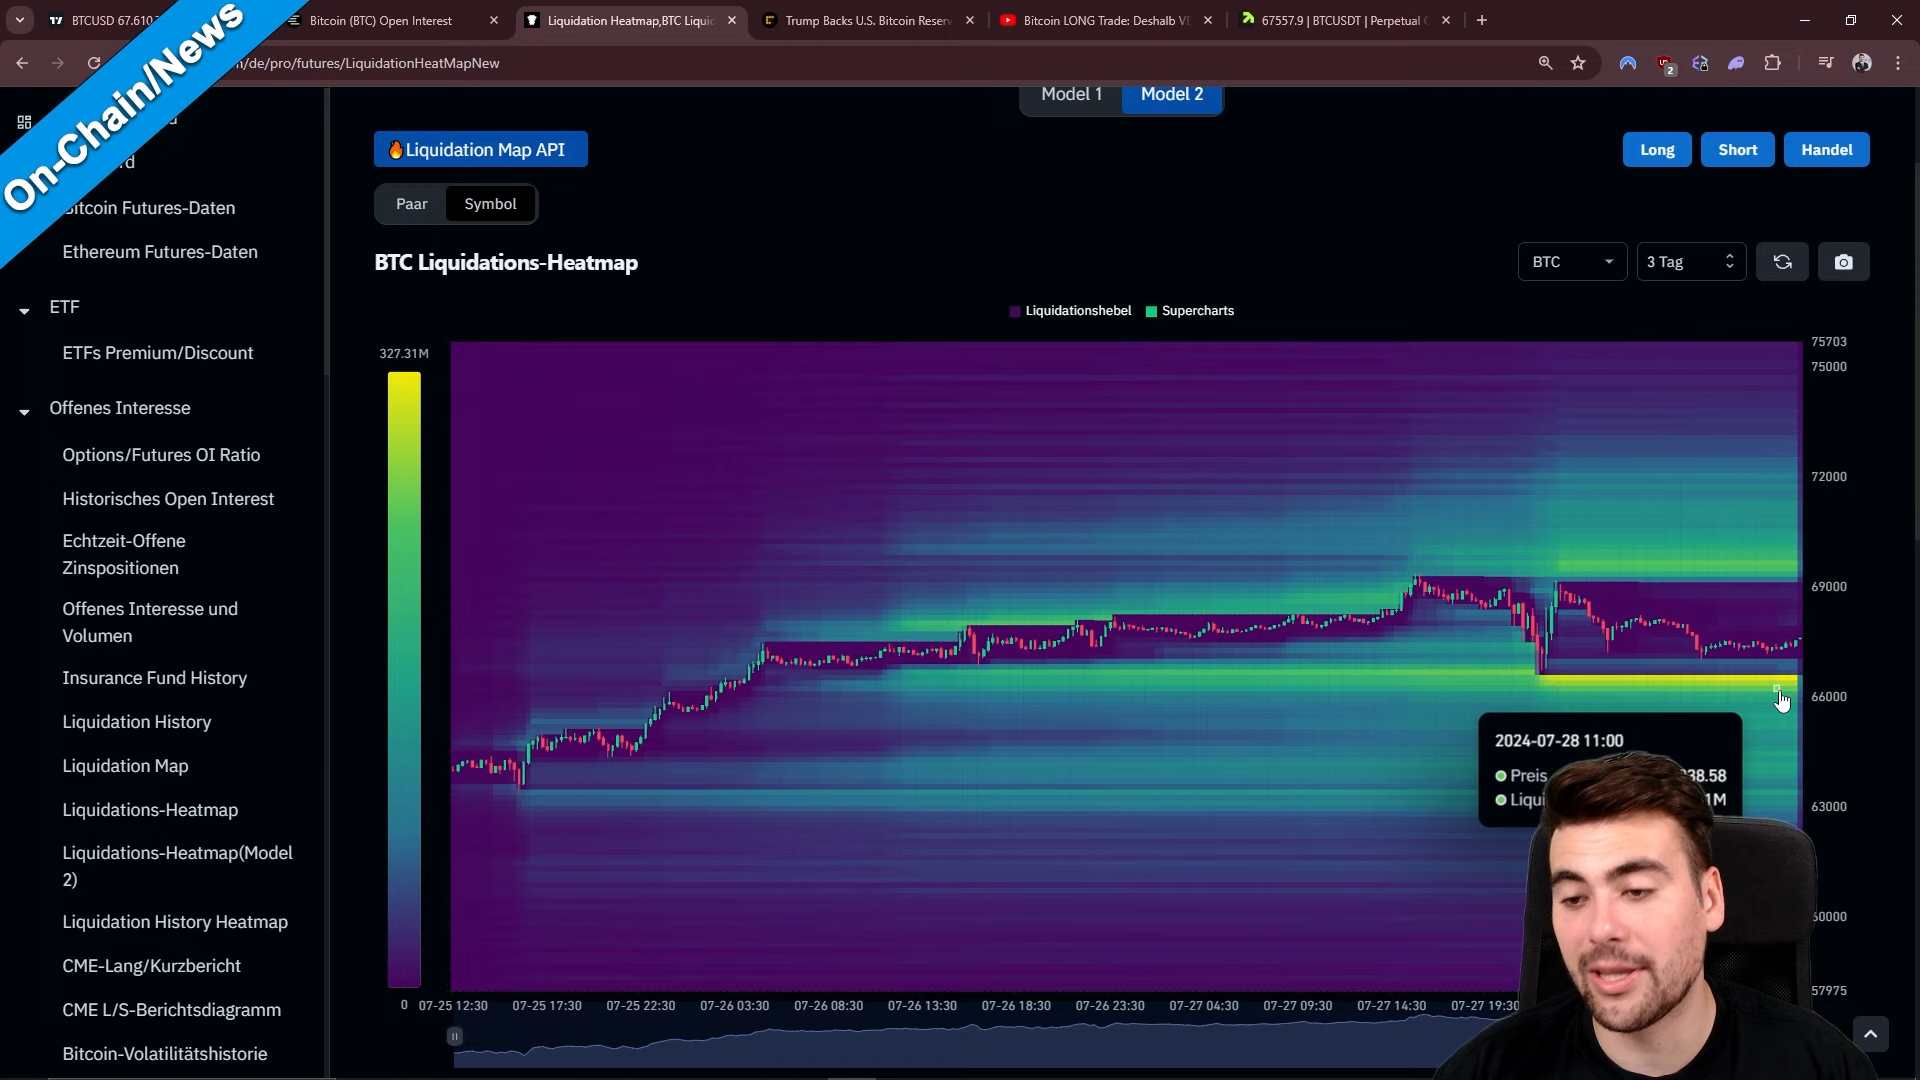 BTCUSD 67.610
Bitcoin (BTC) Open Interest
Liquidation Heatmap,BTC Liquid
Trump Backs U.S. Bitcoin Reserv
Bitcoin LONG Trade: Deshalb
67557.9 | BTCUSDT | Perpetual
/de/pro/futures/LiquidationHeatMapNew
2
On-Chain/News
Model 1
Model 2
🔥Liquidation Map API
Long
Short
Handel
Paar
Symbol
BTC Liquidations-Heatmap
BTC
3 Tag
Liquidationshebel
Supercharts
Bitcoin Futures-Daten
Ethereum Futures-Daten
ETF
ETFs Premium/Discount
Offenes Interesse
Options/Futures OI Ratio
Historisches Open Interest
Echtzeit-Offene
Zinspositionen
Offenes Interesse und
Volumen
Insurance Fund History
Liquidation History
Liquidation Map
Liquidations-Heatmap
Liquidations-Heatmap(Model
2)
Liquidation History Heatmap
CME-Lang/Kurzbericht
CME L/S-Berichtsdiagramm
Bitcoin-Volatilitätshistorie
327.31M
0
75703
75000
72000
69000
66000
63000
60000
57975
2024-07-28 11:00
Preis
38.58
Liqui
1M
07-25 12:30
07-25 17:30
07-25 22:30
07-26 03:30
07-26 08:30
07-26 13:30
07-26 18:30
07-26 23:30
07-27 04:30
07-27 09:30
07-27 14:30
07-27 19:30